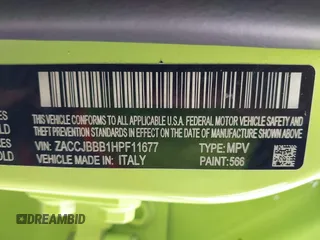 THIS VEHICLE CONFORMS TO ALL APPLICABLE U.S.A. FEDERAL MOTOR VEHICLE SAFETY AND
THEFT PREVENTION STANDARDS IN EFFECT ON THE DATE OF MANUFACTURE SHOWN ABOVE
VIN: ZACCJBBB1HPF11677 TYPE: MPV
VEHICLE MADE IN: ITALY PAINT: 566
DREAMBID